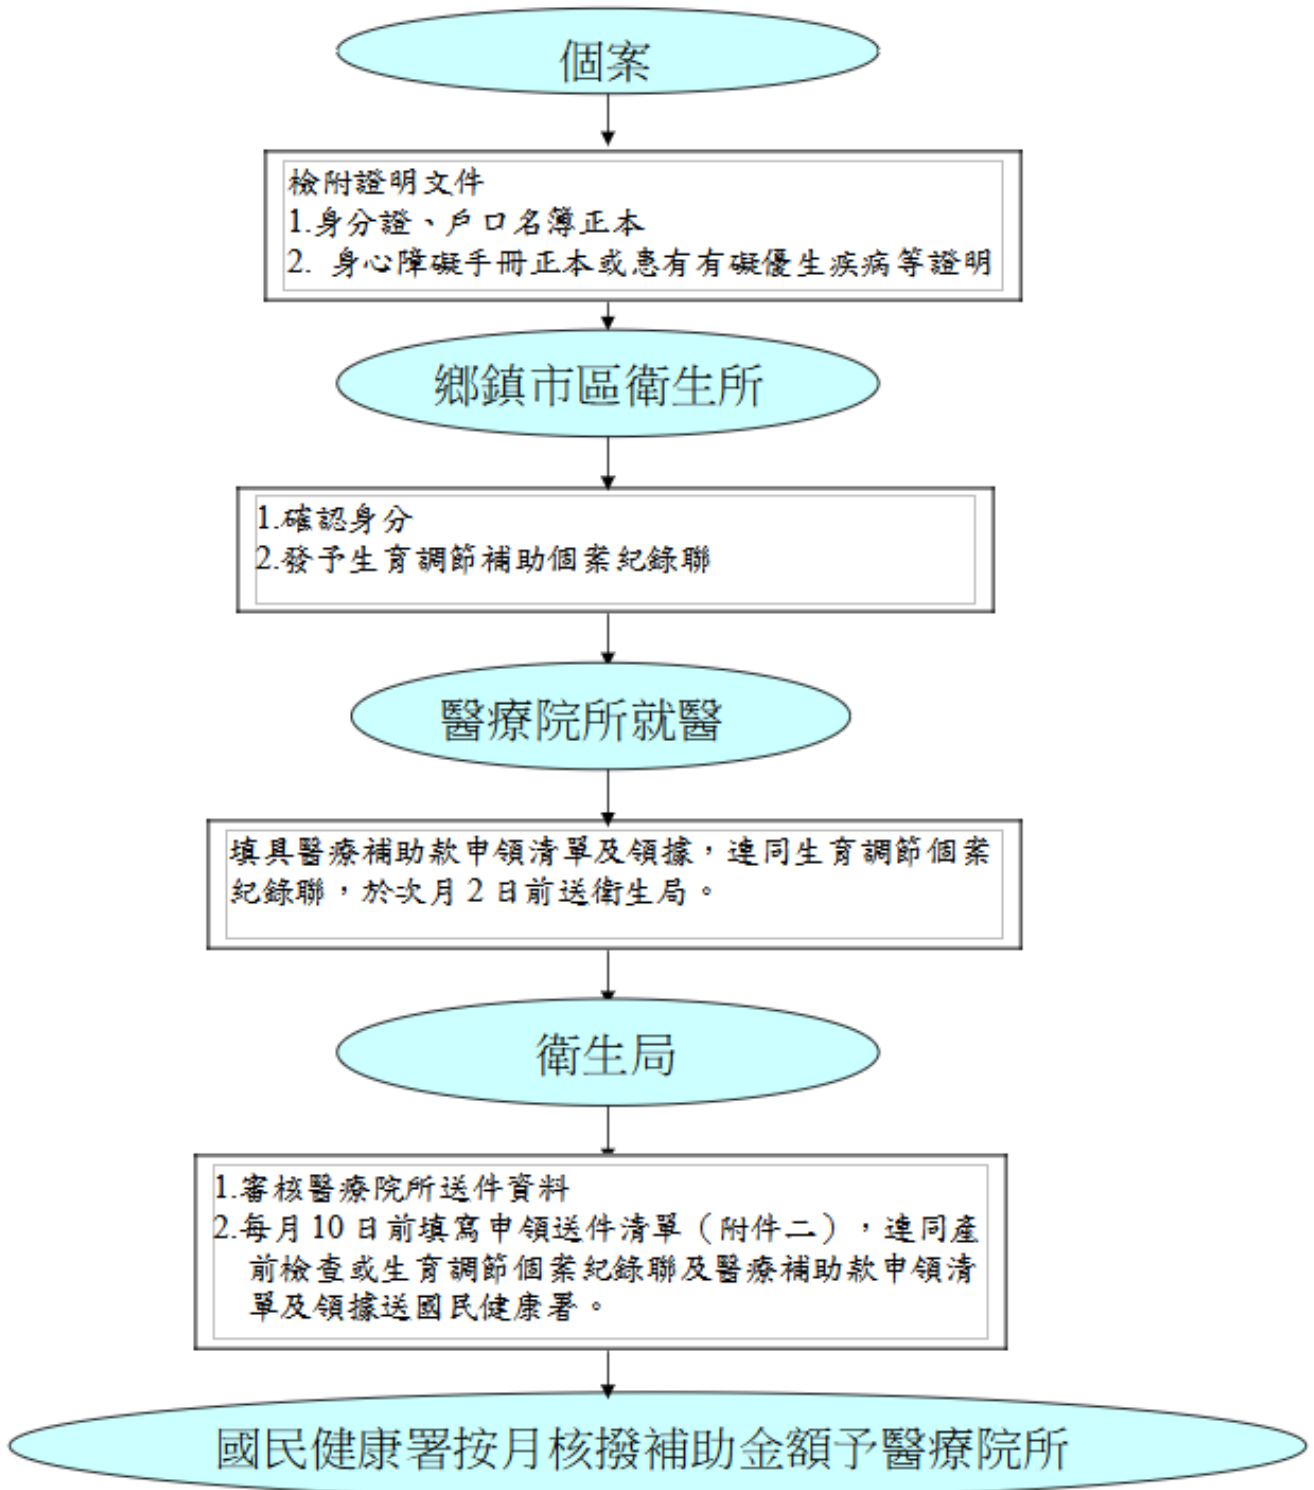 個案
檢附證明文件
1.身分證、戶口名簿正本
2. 身心障礙手冊正本或患有有礙優生疾病等證明
鄉鎮市區衛生所
1.確認身分
2.發予生育調節補助個案紀錄聯
醫療院所就醫
填具醫療補助款申領清單及領據，連同生育調節個案
紀錄聯，於次月 2 日前送衛生局。
衛生局
1.審核醫療院所送件資料
2.每月 10 日前填寫申領送件清單（附件二），連同產
前檢查或生育調節個案紀錄聯及醫療補助款申領清
單及領據送國民健康署。
國民健康署按月核撥補助金額予醫療院所